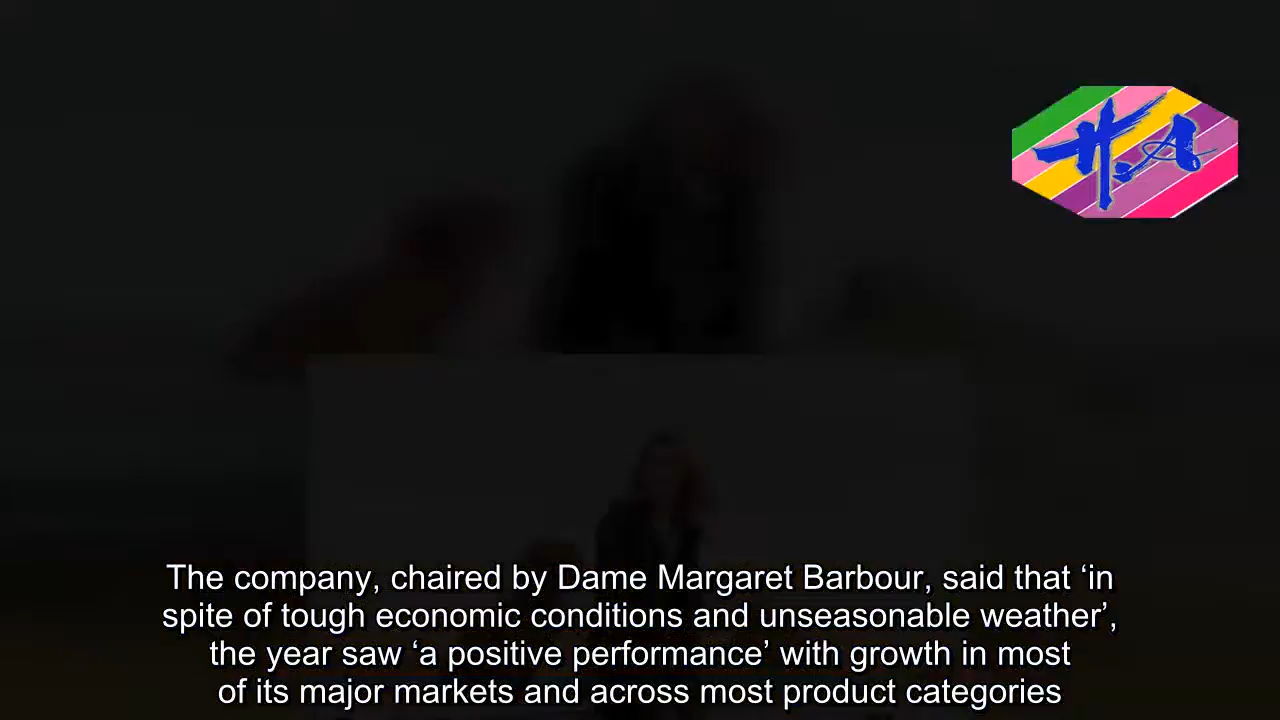 H.A
The company, chaired by Dame Margaret Barbour, said that ‘in
spite of tough economic conditions and unseasonable weather’,
the year saw ‘a positive performance’ with growth in most
of its major markets and across most product categories